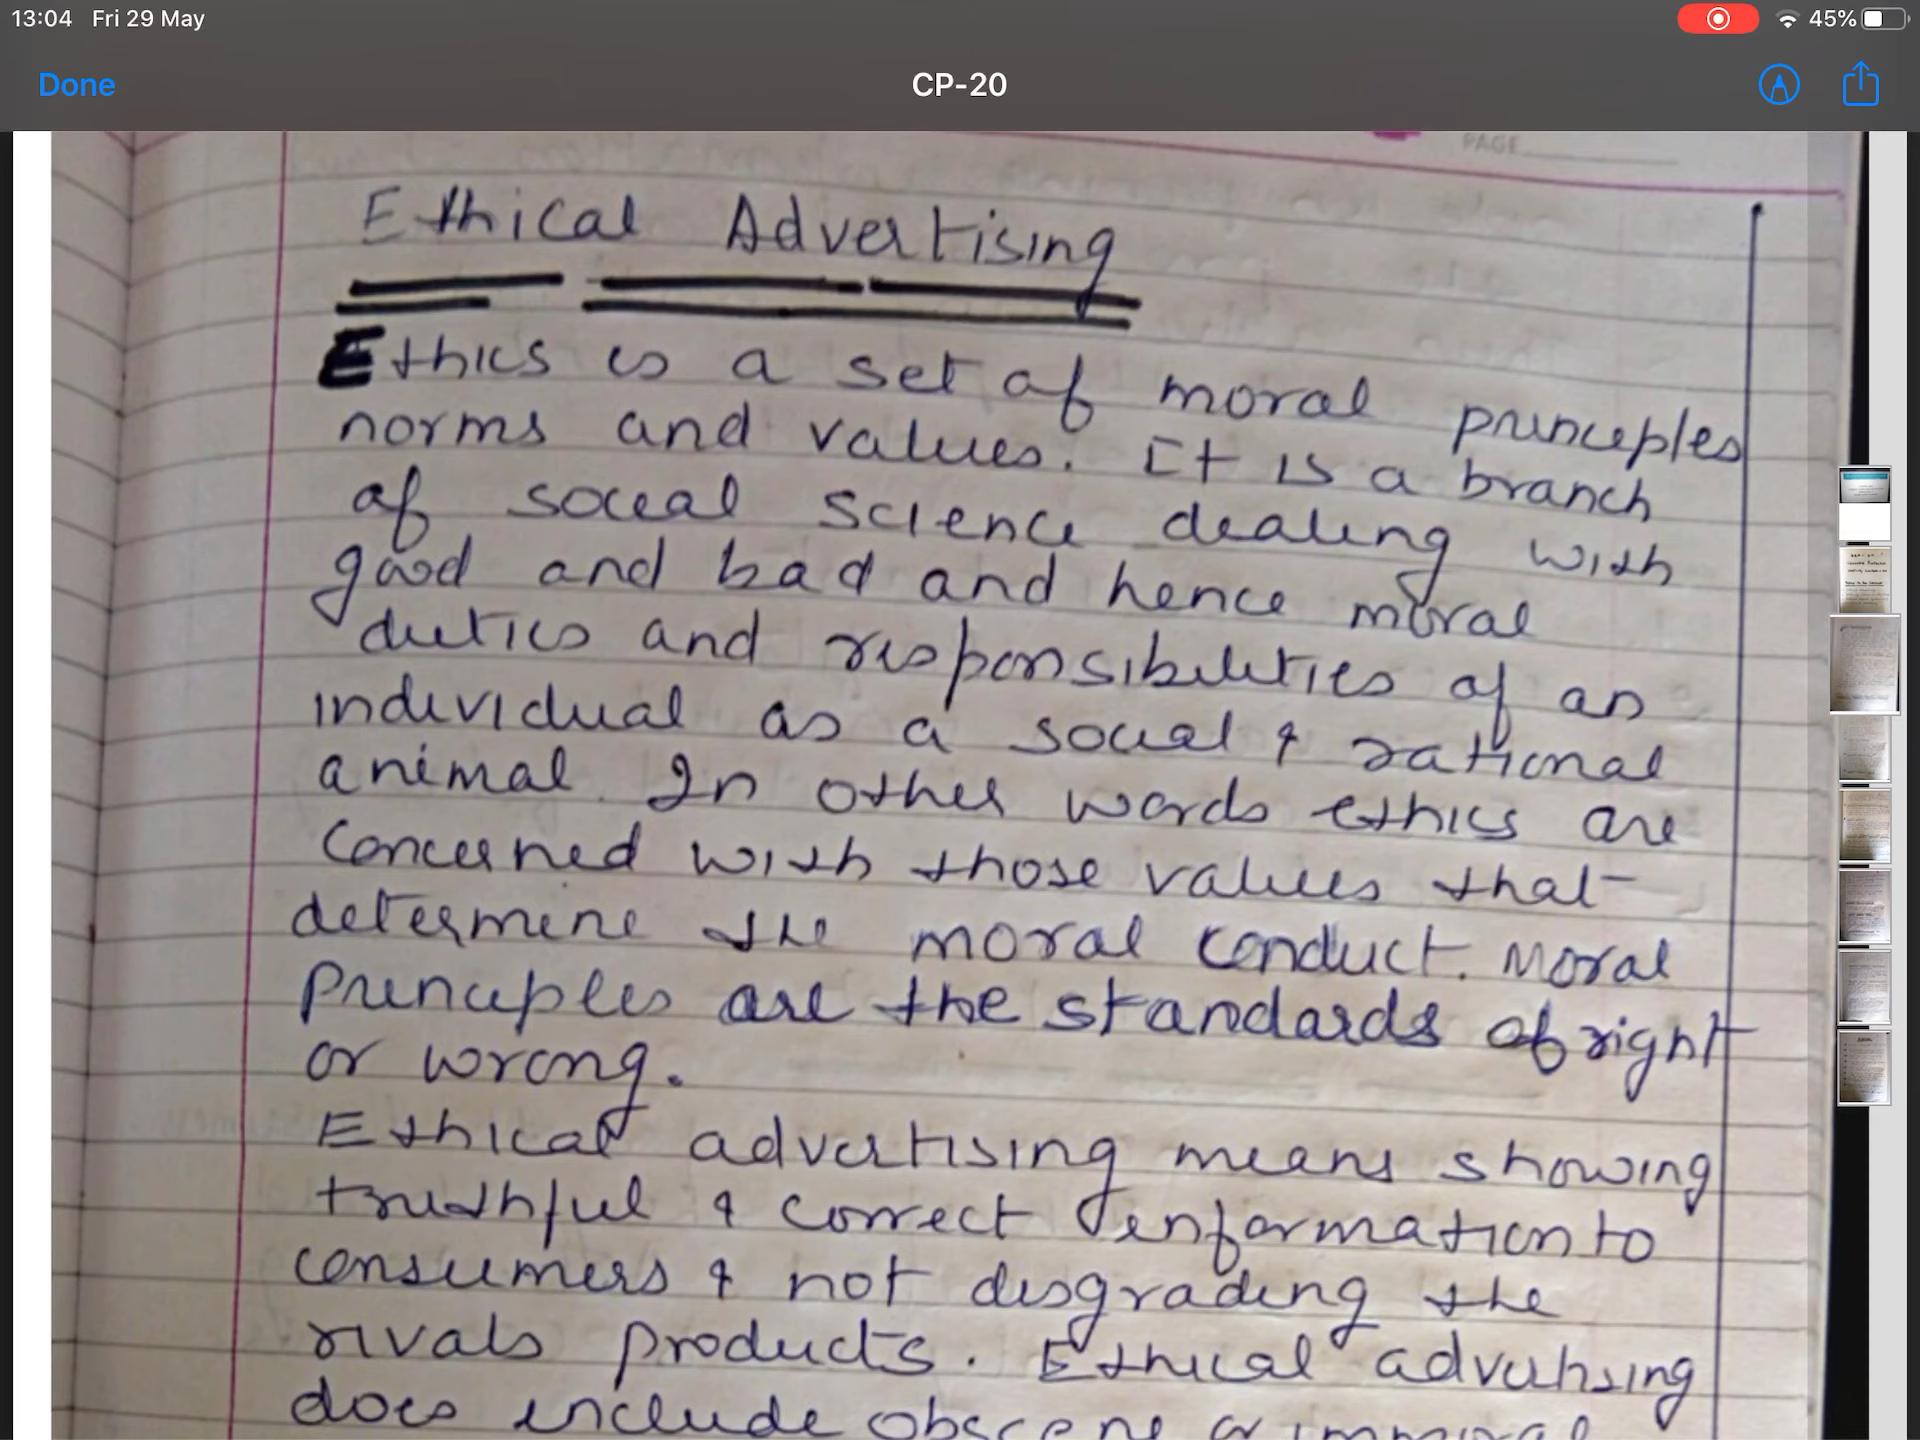 13:04 Fri 29 May
45%
Done
CP-20
PAGE
Ethical Advertising
Ethics is a set of moral principles
norms and values. It is a branch
of social science dealing with
good and bad and hence moral
duties and responsibilities of an
individual as a social & rational
animal. In other words ethics are
concerned with those values that
determine the moral conduct. Moral
principles are the standards of right
or wrong.
Ethical advertising means showing
truthful & correct information to
consumers & not disgrading the
rivals products. Ethical advertising
does include obscene or immoral